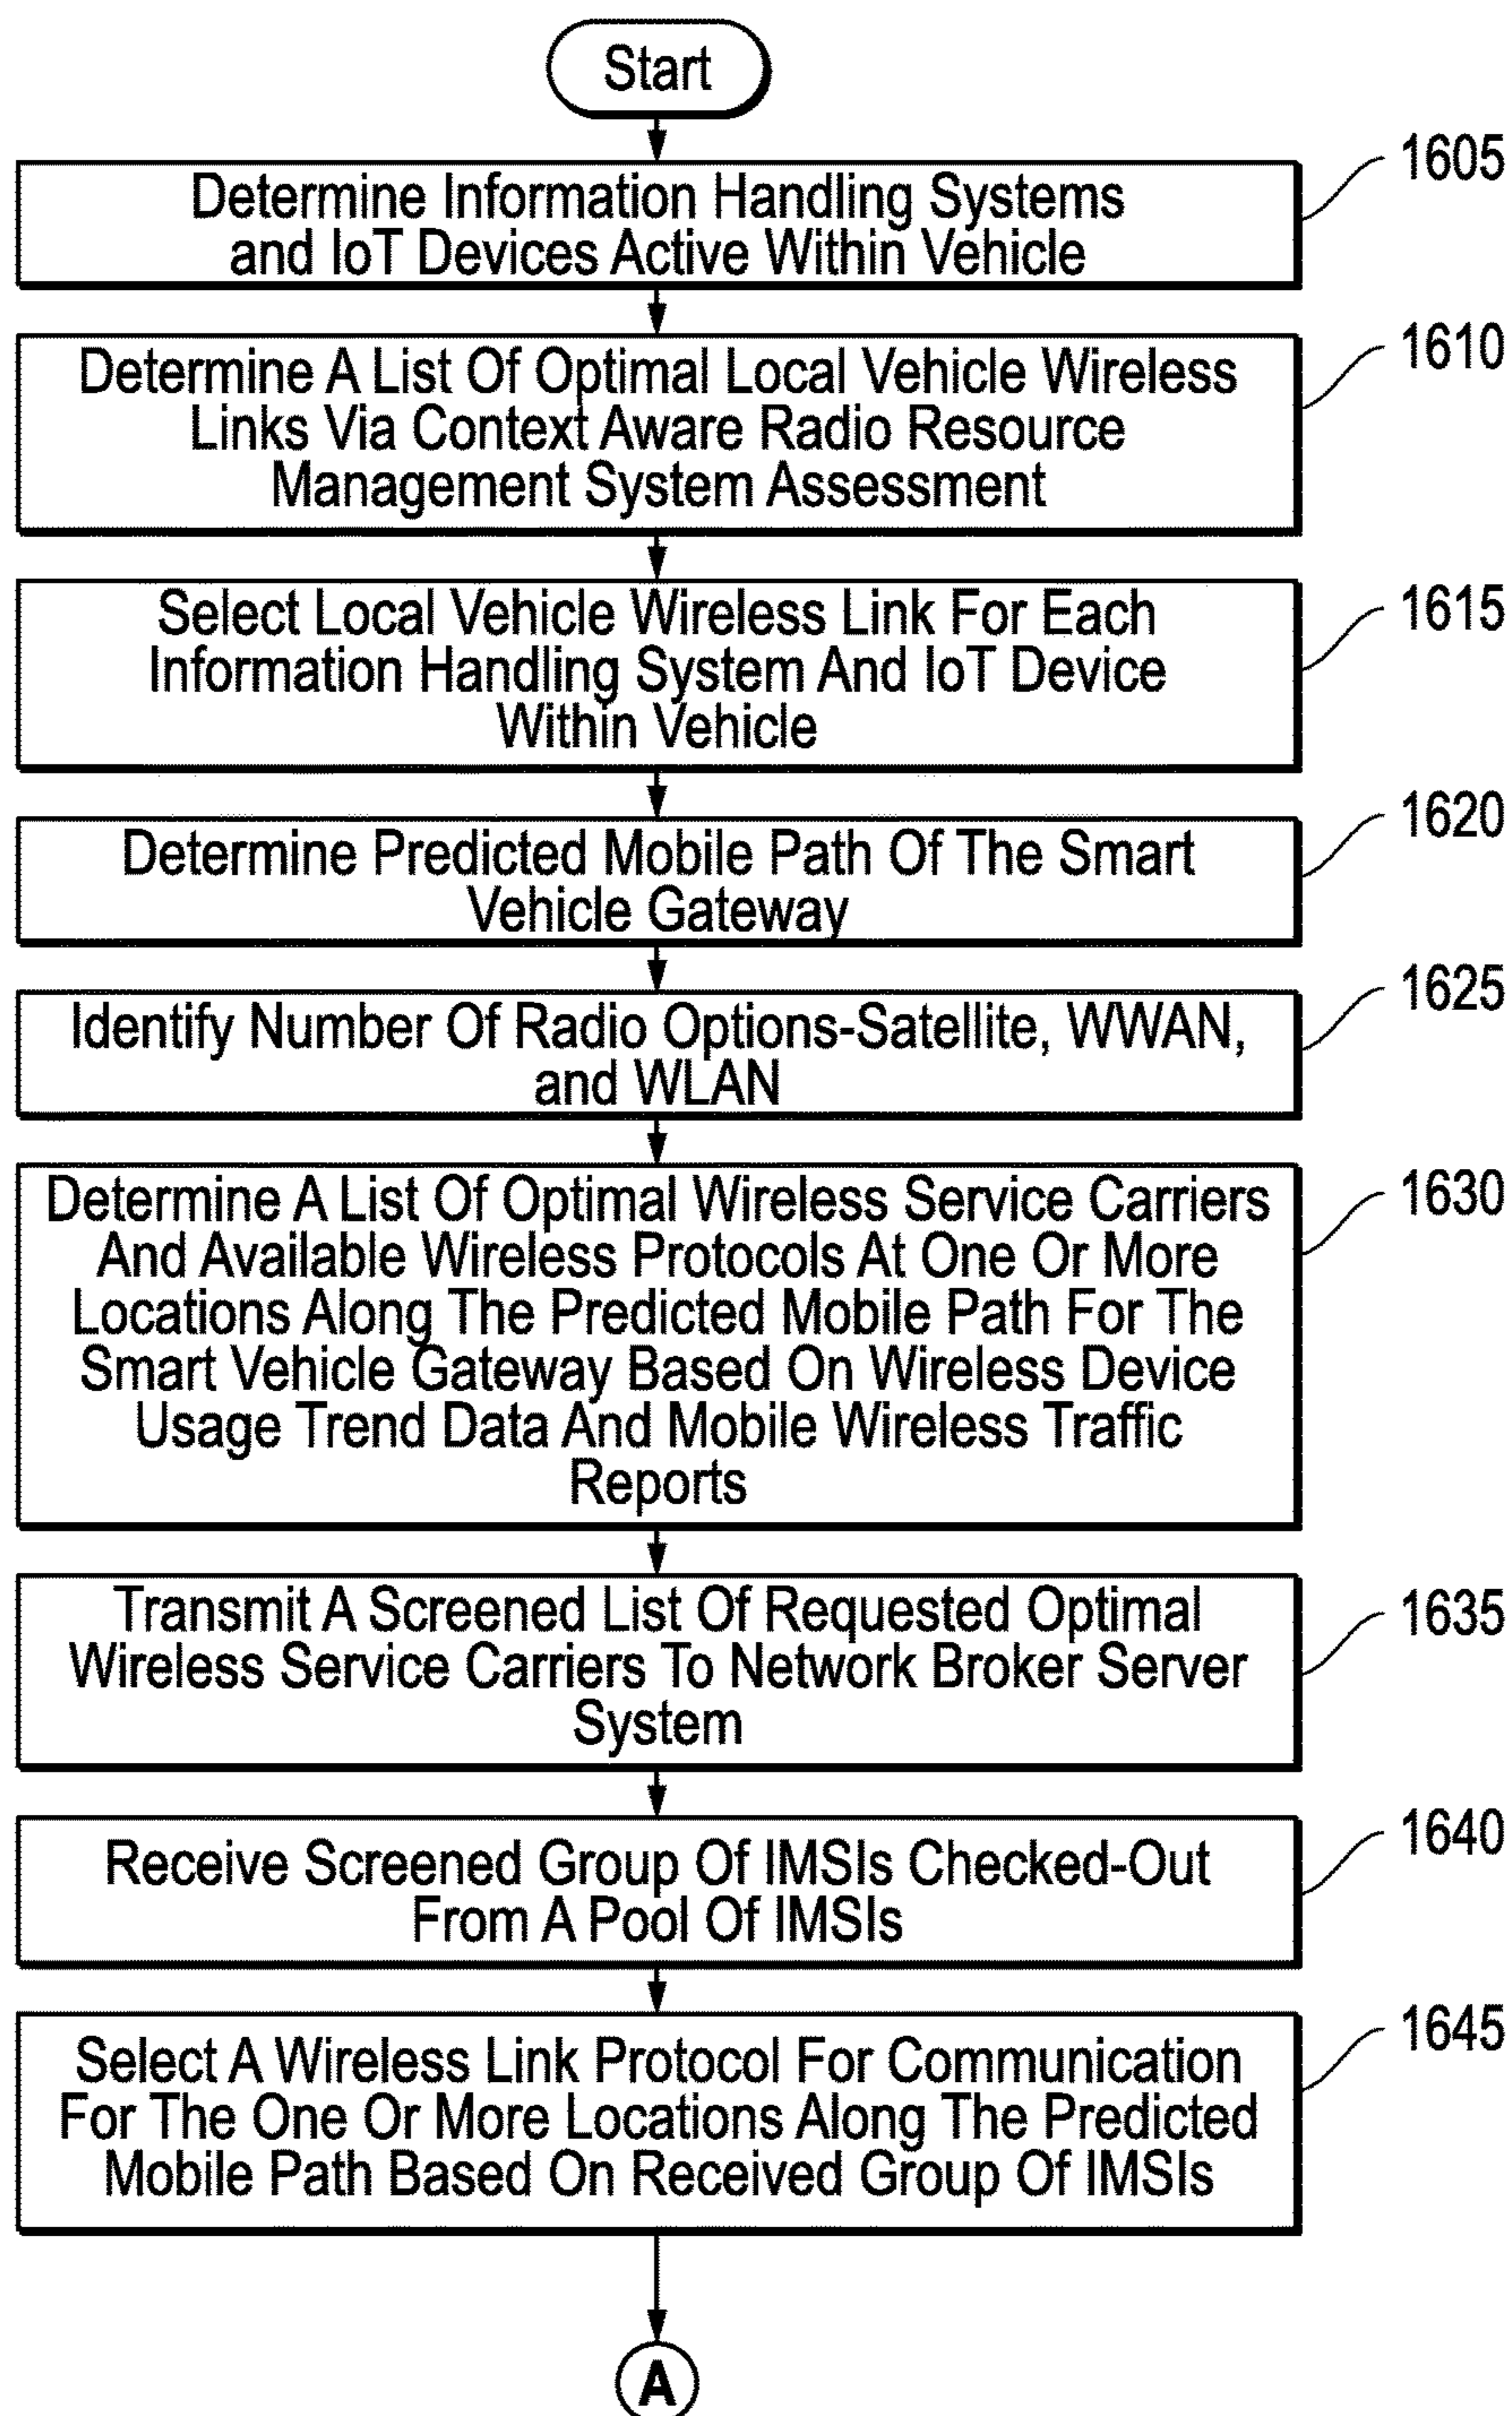 Start
1605
Determine Information Handling Systems
and IoT Devices Active Within Vehicle
1610
Determine A List Of Optimal Local Vehicle Wireless
Links Via Context Aware Radio Resource
Management System Assessment
1615
Select Local Vehicle Wireless Link For Each
Information Handling System And IoT Device
Within Vehicle
1620
Determine Predicted Mobile Path Of The Smart
Vehicle Gateway
1625
Identify Number Of Radio Options-Satellite, WWAN,
and WLAN
1630
Determine A List Of Optimal Wireless Service Carriers
And Available Wireless Protocols At One Or More
Locations Along The Predicted Mobile Path For The
Smart Vehicle Gateway Based On Wireless Device
Usage Trend Data And Mobile Wireless Traffic
Reports
1635
Transmit A Screened List Of Requested Optimal
Wireless Service Carriers To Network Broker Server
System
1640
Receive Screened Group Of IMSIs Checked-Out
From A Pool Of IMSIs
1645
Select A Wireless Link Protocol For Communication
For The One Or More Locations Along The Predicted
Mobile Path Based On Received Group Of IMSIs
A